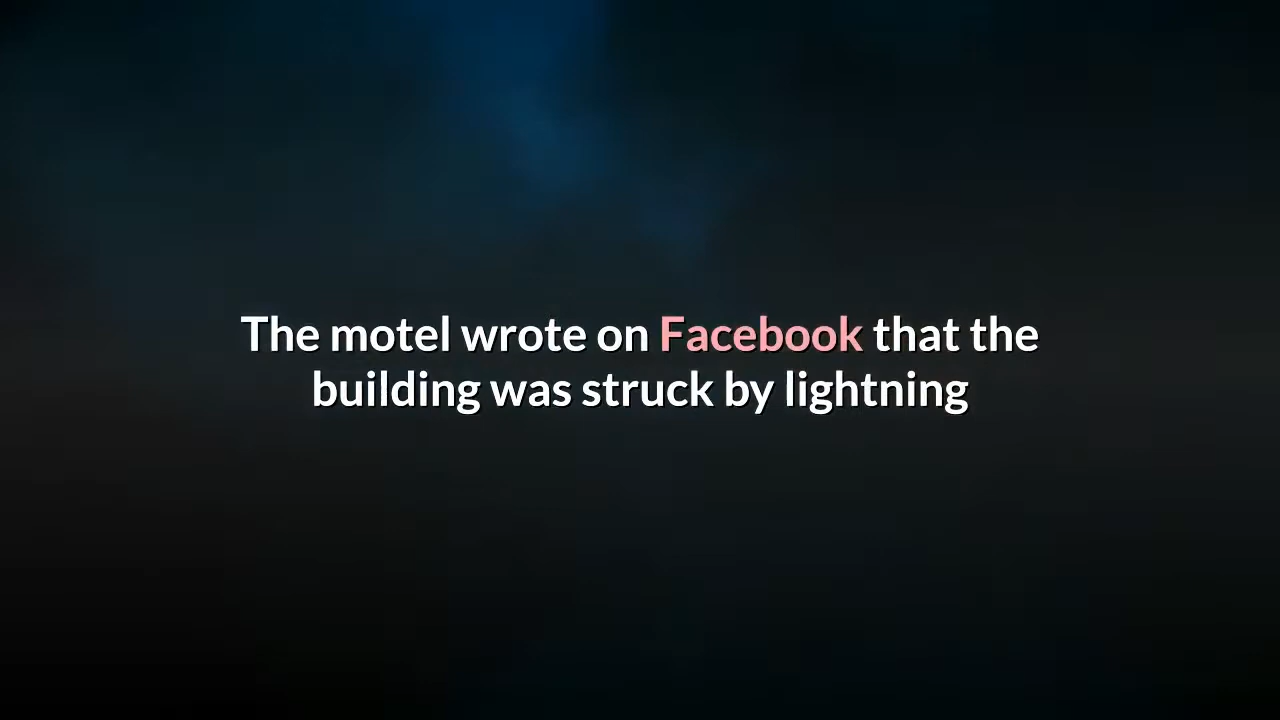 The motel wrote on Facebook that the
building was struck by lightning